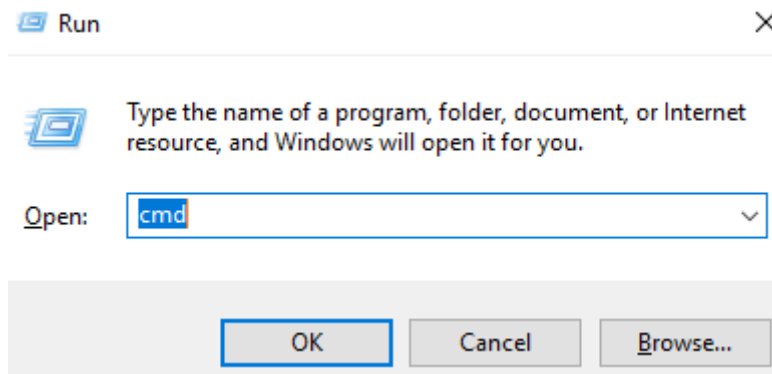 Run
Type the name of a program, folder, document, or Internet
resource, and Windows will open it for you.
Open: cmd
OK Cancel Browse...